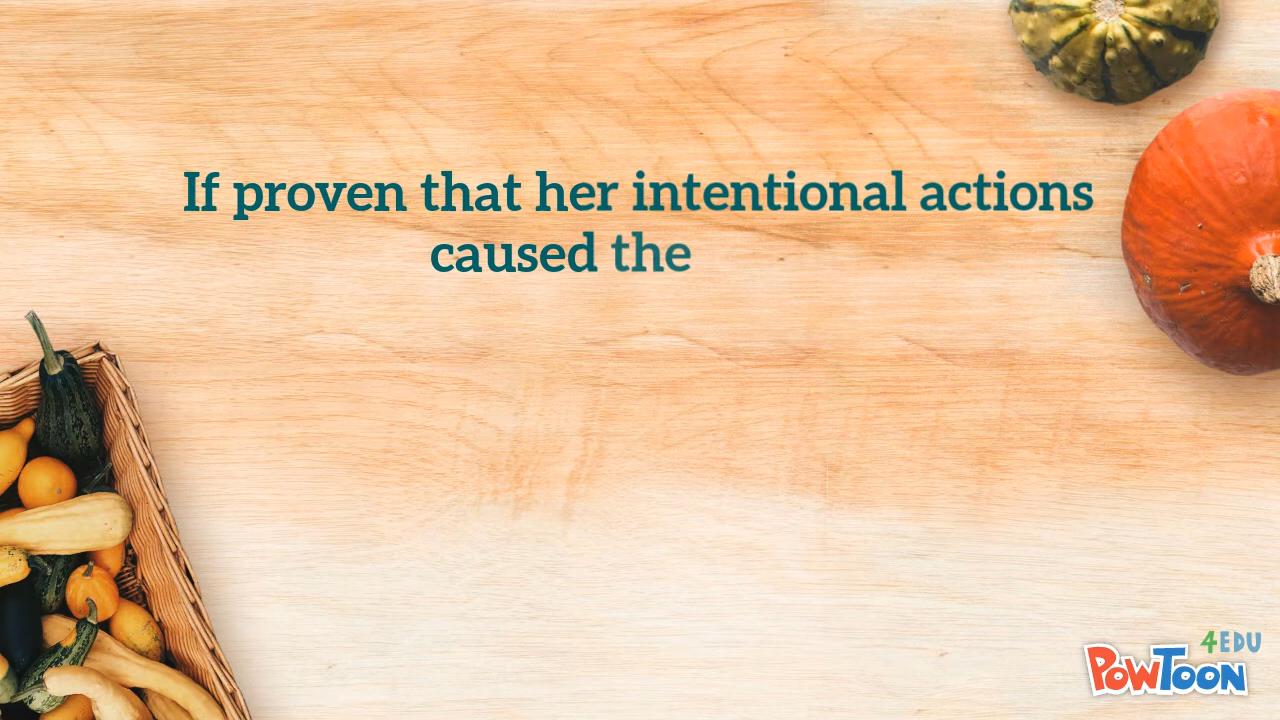 If proven that her intentional actions
caused the
4EDU
PowToon